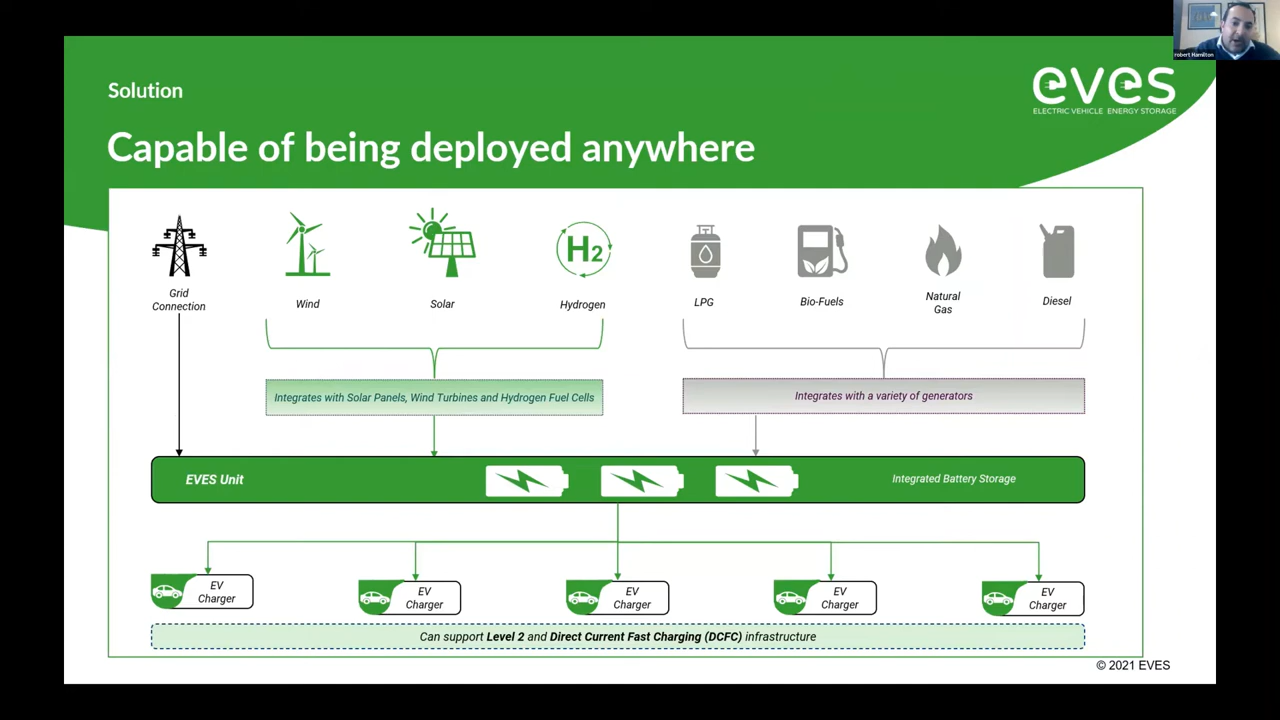 robert Hamilton
Solution
eves
ELECTRIC VEHICLE ENERGY STORAGE
Capable of being deployed anywhere
H2
Grid
Connection
Wind
Solar
Hydrogen
LPG
Bio-Fuels
Natural
Gas
Diesel
Integrates with Solar Panels, Wind Turbines and Hydrogen Fuel Cells
Integrates with a variety of generators
EVES Unit
Integrated Battery Storage
EV
Charger
EV
Charger
EV
Charger
EV
Charger
EV
Charger
Can support Level 2 and Direct Current Fast Charging (DCFC) infrastructure
© 2021 EVES